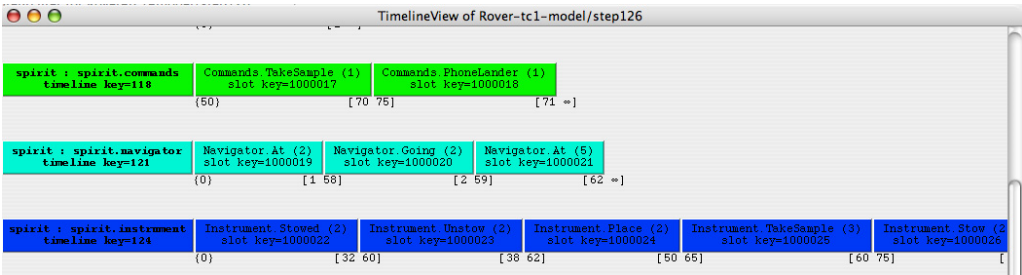 TimelineView of Rover-tc1-model/step126
spirit : spirit.commands
timeline key=118
Commands.TakeSample (1)
slot key=1000017
Commands.PhoneLander (1)
slot key=1000018
{50} [70 75] [71 ∞]
spirit : spirit.navigator
timeline key=121
Navigator.At (2)
slot key=1000019
Navigator.Going (2)
slot key=1000020
Navigator.At (5)
slot key=1000021
{0} [1 58] [2 59] [62 ∞]
spirit : spirit.instrument
timeline key=124
Instrument.Stowed (2)
slot key=1000022
Instrument.Unstow (2)
slot key=1000023
Instrument.Place (2)
slot key=1000024
Instrument.TakeSample (3)
slot key=1000025
Instrument.Stow (2
slot key=1000026
{0} [32 60] [38 62] [50 65] [60 75] [